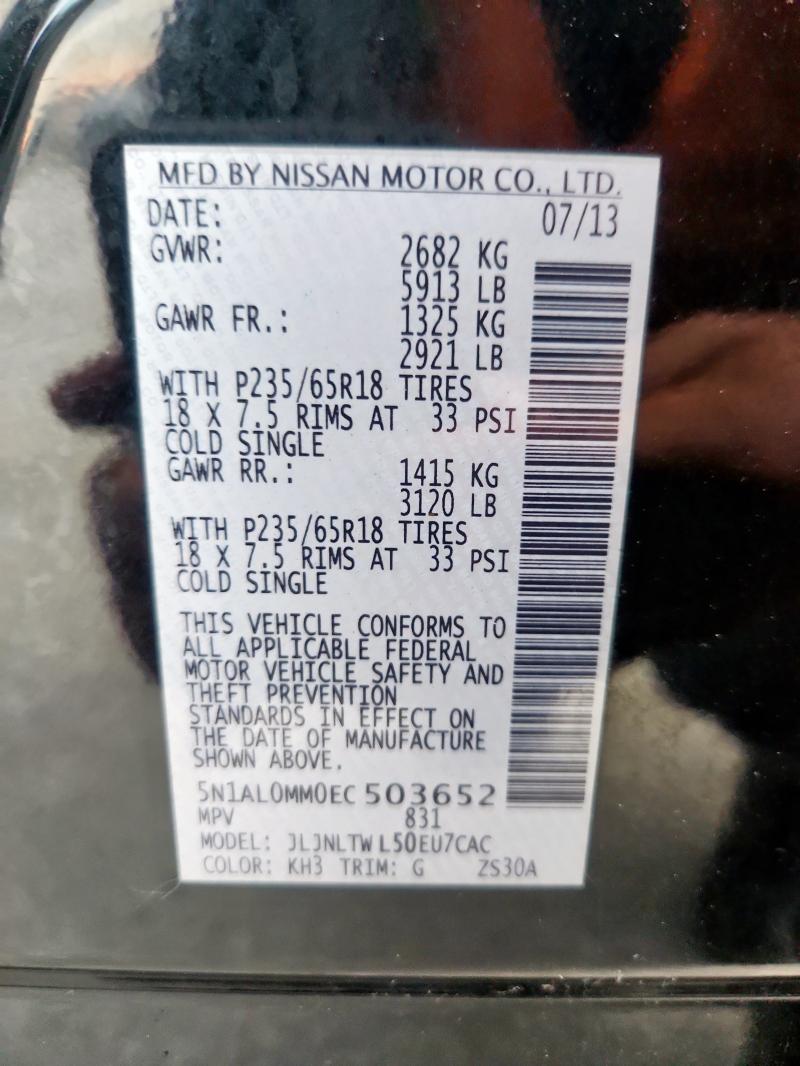 MFD BY NISSAN MOTOR CO., LTD.
DATE: 07/13
GVWR: 2682 KG
5913 LB
GAWR FR.: 1325 KG
2921 LB
WITH P235/65R18 TIRES
18 X 7.5 RIMS AT 33 PSI
COLD SINGLE
GAWR RR.: 1415 KG
3120 LB
WITH P235/65R18 TIRES
18 X 7.5 RIMS AT 33 PSI
COLD SINGLE
THIS VEHICLE CONFORMS TO
ALL APPLICABLE FEDERAL
MOTOR VEHICLE SAFETY AND
THEFT PREVENTION
STANDARDS IN EFFECT ON
THE DATE OF MANUFACTURE
SHOWN ABOVE.
5N1AL0MM0EC 503652
MPV 831
MODEL: JLJNLTWL50EU7CAC
COLOR: KH3 TRIM: G ZS30A